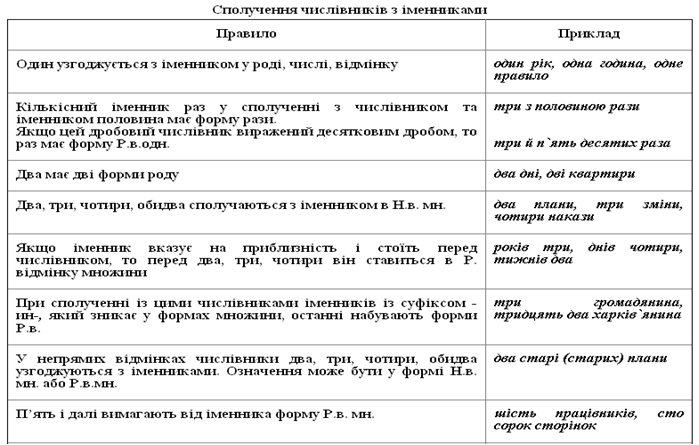 Сполучення числівників з іменниками
Правило
Приклад
Один узгоджується з іменником у роді, числі, відмінку
один рік, одна година, одне
правило
Кількісний іменник раз у сполученні з числівником та
іменником половина має форму рази.
Якщо цей дробовий числівник виражений десятковим дробом, то
раз має форму Р.в.одн.
три з половиною рази
три й п`ять десятих раза
Два має дві форми роду
два дні, дві квартири
Два, три, чотири, обидва сполучаються з іменником в Н.в. мн.
два плани, три зміни,
чотири накази
Якщо іменник вказує на приблизність і стоїть перед
числівником, то перед два, три, чотири він ставиться в Р.
відмінку множини
років три, днів чотири,
тижнів два
При сполученні із цими числівниками іменників із суфіксом -
ин-, який зникає у формах множини, останні набувають форми
Р.в.
три громадянина,
тридцять два харків`янина
У непрямих відмінках числівники два, три, чотири, обидва
узгоджуються з іменниками. Означення може бути у формі Н.в.
мн. або Р.в.мн.
два старі (старих) плани
П’ять і далі вимагають від іменника форму Р.в. мн.
шість працівників, сто
сорок сторінок